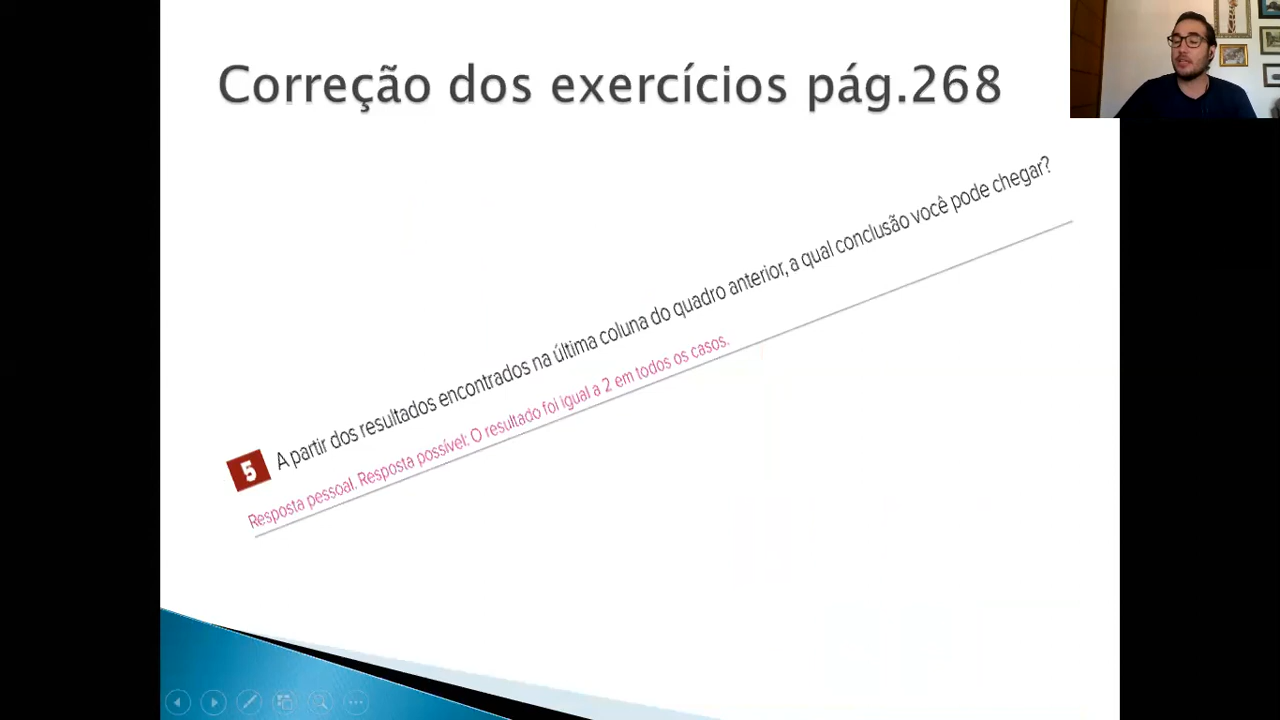 Correção dos exercícios pág.268
5 A partir dos resultados encontrados na última coluna do quadro anterior, a qual conclusão você pode chegar?
Resposta pessoal. Resposta possível: O resultado foi igual a 2 em todos os casos.